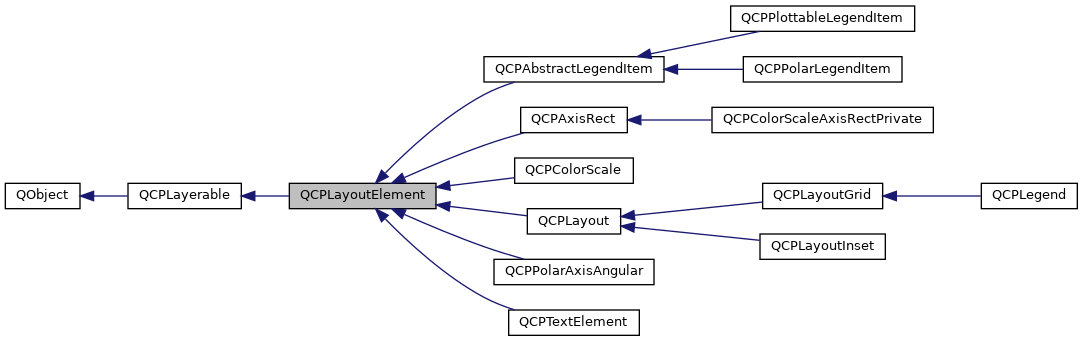 QCPPlottableLegendItem
QCPAbstractLegendItem
QCPPolarLegendItem
QCPAxisRect
QCPColorScaleAxisRectPrivate
QCPColorScale
QObject
QCPLayerable
QCPLayoutElement
QCPLayoutGrid
QCPLegend
QCPLayout
QCPLayoutInset
QCPPolarAxisAngular
QCPTextElement